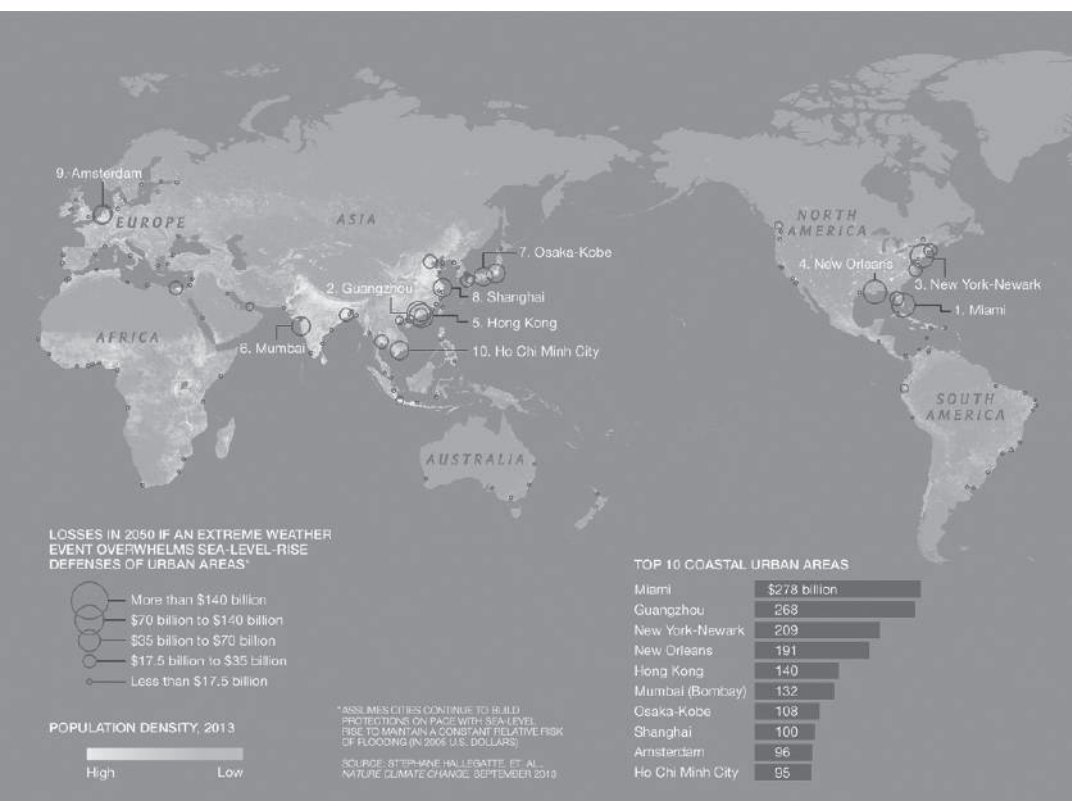 9. Amsterdam
EUROPE
ASIA
AFRICA
6. Mumbai
2. Guangzhou
7. Osaka-Kobe
8. Shanghai
5. Hong Kong
10. Ho Chi Minh City
AUSTRALIA
NORTH
AMERICA
4. New Orleans
3. New York-Newark
1. Miami
SOUTH
AMERICA
LOSSES IN 2050 IF AN EXTREME WEATHER
EVENT OVERWHELMS SEA-LEVEL-RISE
DEFENSES OF URBAN AREAS*
More than $140 billion
$70 billion to $140 billion
$35 billion to $70 billion
$17.5 billion to $35 billion
Less than $17.5 billion
POPULATION DENSITY, 2013
High Low
*ASSUMES CITIES CONTINUE TO BUILD
PROTECTIONS ON PACE WITH SEA-LEVEL
RISE TO MAINTAIN A CONSTANT RELATIVE RISK
OF FLOODING (IN 2005 U.S. DOLLARS)
SOURCE: STEPHANE HALLEGATTE, ET AL.,
NATURE CLIMATE CHANGE, SEPTEMBER 2013
TOP 10 COASTAL URBAN AREAS
Miami $278 billion
Guangzhou 268
New York-Newark 209
New Orleans 191
Hong Kong 140
Mumbai (Bombay) 132
Osaka-Kobe 108
Shanghai 100
Amsterdam 96
Ho Chi Minh City 95